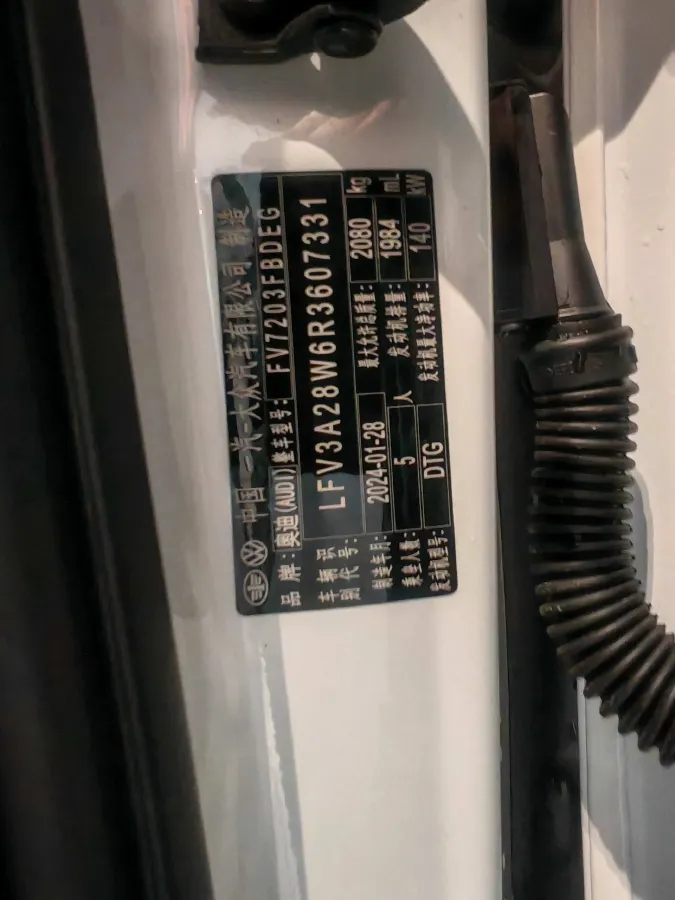 中国 一汽-大众汽车有限公司 制造
品牌: 奥迪(AUDI) 整车型号: FV7203FBDEG
车辆识别代号: LFV3A28W6R3607331
制造年月: 2024-01-28 最大允许总质量: 2080 kg
乘坐人数: 5 人 发动机排量: 1984 mL
发动机型号: DTG 发动机最大净功率: 140 kW